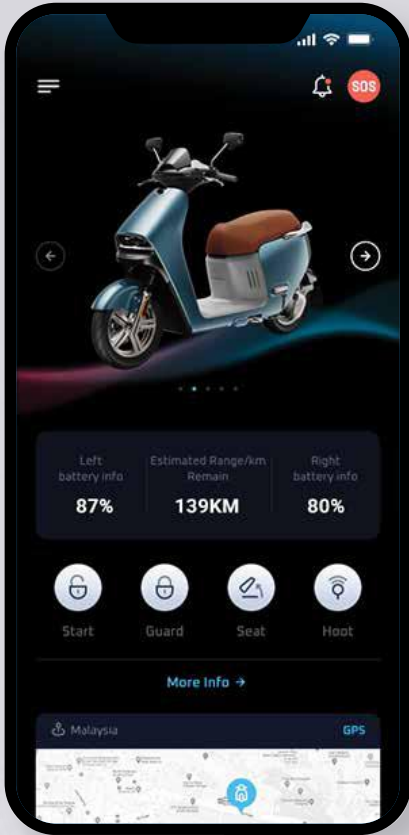 SOS
Left
battery info
87%
Estimated Range/km
Remain
139KM
Right
battery info
80%
Start
Guard
Seat
Hoot
More Info →
Malaysia
GPS